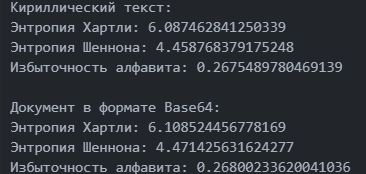 Кириллический текст:
Энтропия Хартли: 6.087462841250339
Энтропия Шеннона: 4.458768379175248
Избыточность алфавита: 0.2675489780469139
Документ в формате Base64:
Энтропия Хартли: 6.108524456778169
Энтропия Шеннона: 4.471425631624277
Избыточность алфавита: 0.26800233620041036